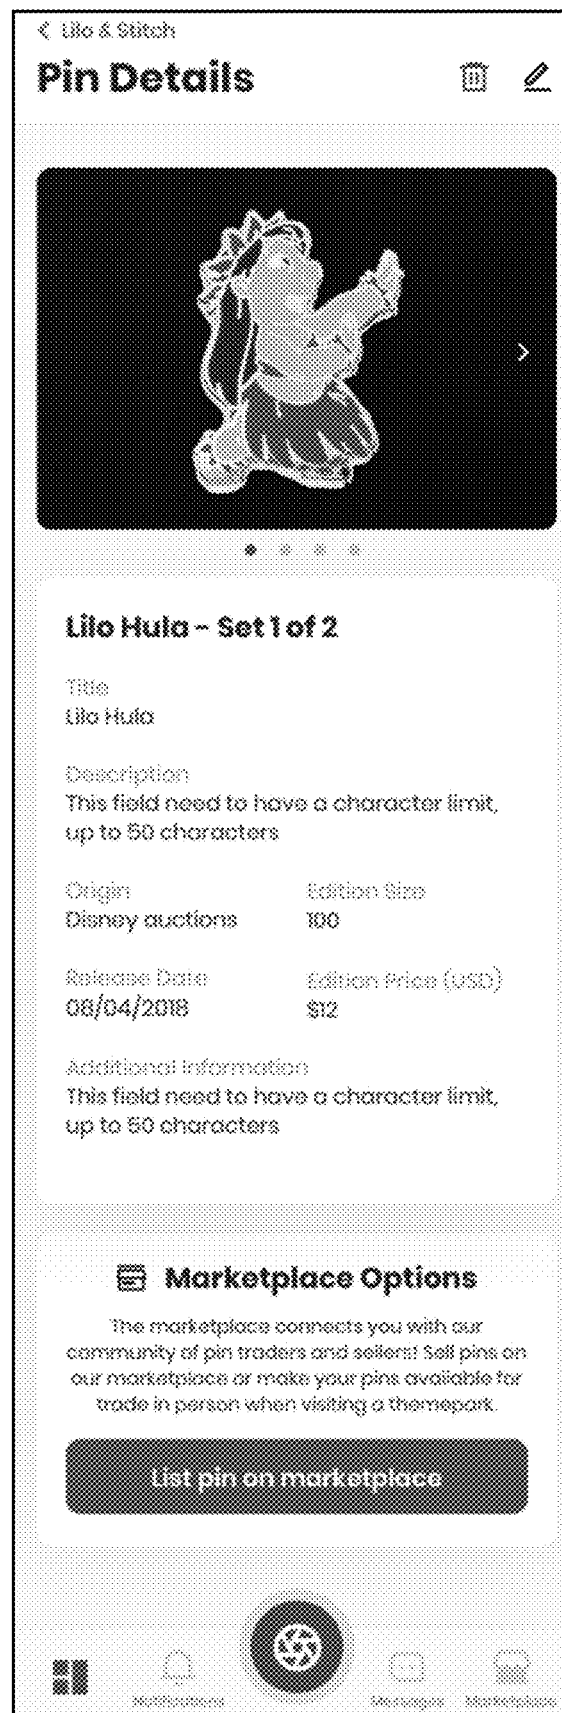 Lilo & Stitch
Pin Details
Lilo Hula - Set 1 of 2
Title
Lilo Hula
Description
This field need to have a character limit,
up to 50 characters
Origin
Edition Size
Disney auctions
100
Release Date
Edition Price (USD)
08/04/2018
$12
Additional Information
This field need to have a character limit,
up to 50 characters
Marketplace Options
The marketplace connects you with our
community of pin traders and sellers! Sell pins on
our marketplace or make your pins available for
trade in person when visiting a themepark.
List pin on marketplace
Notifications
Messages
Marketplace